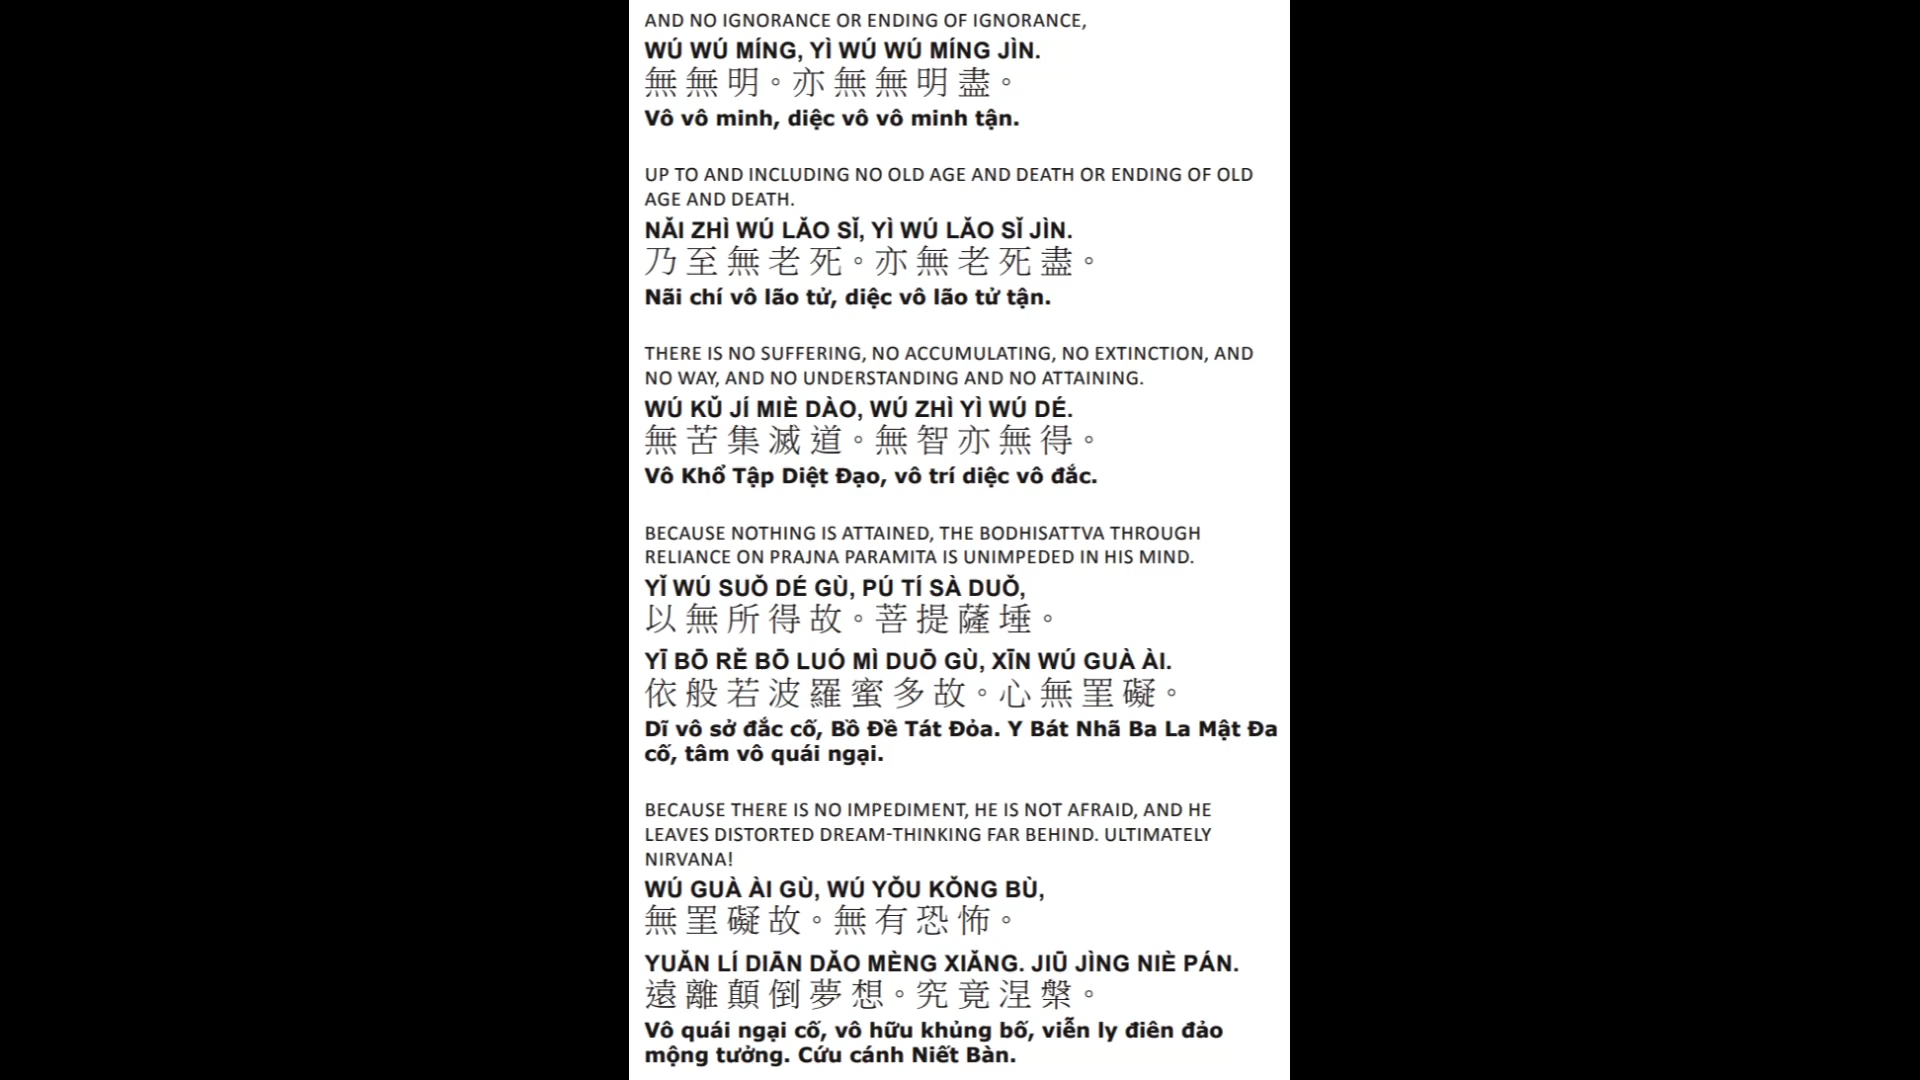 AND NO IGNORANCE OR ENDING OF IGNORANCE,
WÚ WÚ MÍNG, YÌ WÚ WÚ MÍNG JÌN.
無無明。亦無無明盡。
Vô vô minh, diệc vô vô minh tận.
UP TO AND INCLUDING NO OLD AGE AND DEATH OR ENDING OF OLD
AGE AND DEATH.
NǍI ZHÌ WÚ LǍO SǏ, YÌ WÚ LǍO SǏ JÌN.
乃至無老死。亦無老死盡。
Nãi chí vô lão tử, diệc vô lão tử tận.
THERE IS NO SUFFERING, NO ACCUMULATING, NO EXTINCTION, AND
NO WAY, AND NO UNDERSTANDING AND NO ATTAINING.
WÚ KǓ JÍ MIÈ DÀO, WÚ ZHÌ YÌ WÚ DÉ.
無苦集滅道。無智亦無得。
Vô Khổ Tập Diệt Đạo, vô trí diệc vô đắc.
BECAUSE NOTHING IS ATTAINED, THE BODHISATTVA THROUGH
RELIANCE ON PRAJNA PARAMITA IS UNIMPEDED IN HIS MIND.
YǏ WÚ SUǑ DÉ GÙ, PÚ TÍ SÀ DUǑ,
以無所得故。菩提薩埵。
YĪ BŌ RĚ BŌ LUÓ MÌ DUŌ GÙ, XĪN WÚ GUÀ ÀI.
依般若波羅蜜多故。心無罣礙。
Dĩ vô sở đắc cố, Bồ Đề Tát Đỏa. Y Bát Nhã Ba La Mật Đa
cố, tâm vô quái ngại.
BECAUSE THERE IS NO IMPEDIMENT, HE IS NOT AFRAID, AND HE
LEAVES DISTORTED DREAM-THINKING FAR BEHIND. ULTIMATELY
NIRVANA!
WÚ GUÀ ÀI GÙ, WÚ YǑU KǑNG BÙ,
無罣礙故。無有恐怖。
YUǍN LÍ DIĀN DǍO MÈNG XIǍNG. JIŪ JÌNG NIÈ PÁN.
遠離顛倒夢想。究竟涅槃。
Vô quái ngại cố, vô hữu khủng bố, viễn ly điên đảo
mộng tưởng. Cứu cánh Niết Bàn.